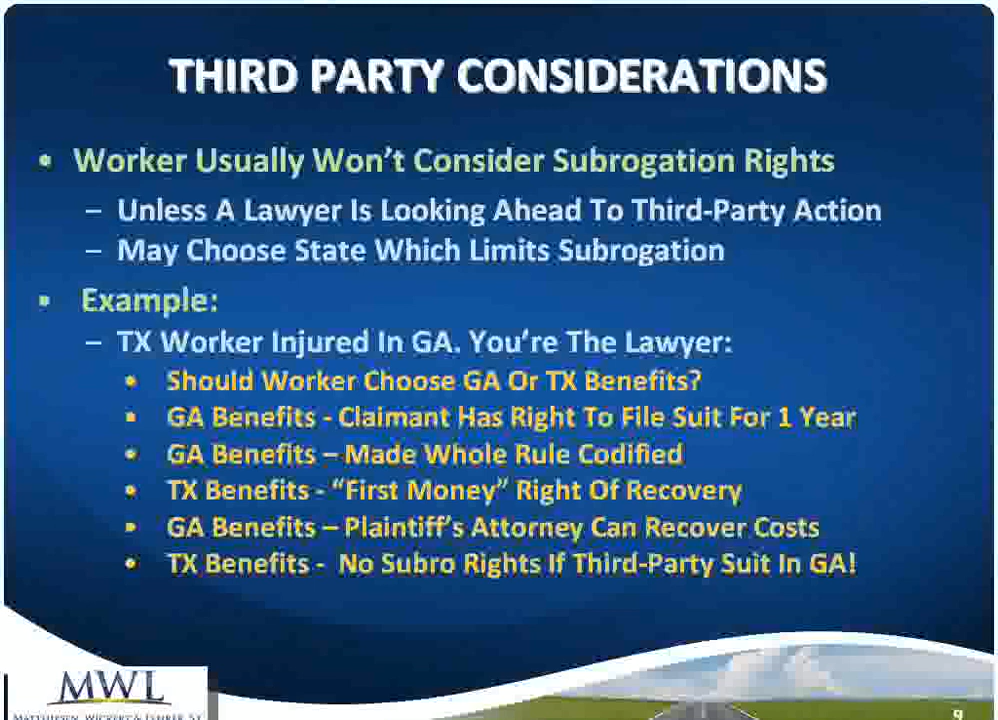 THIRD PARTY CONSIDERATIONS
• Worker Usually Won't Consider Subrogation Rights
– Unless A Lawyer Is Looking Ahead To Third-Party Action
– May Choose State Which Limits Subrogation
• Example:
– TX Worker Injured In GA. You're The Lawyer:
• Should Worker Choose GA Or TX Benefits?
• GA Benefits - Claimant Has Right To File Suit For 1 Year
• GA Benefits – Made Whole Rule Codified
• TX Benefits - "First Money" Right Of Recovery
• GA Benefits – Plaintiff's Attorney Can Recover Costs
• TX Benefits - No Subro Rights If Third-Party Suit In GA!
MWL
MATTHIESEN, WICKERT & LEHRER, S.C.
9